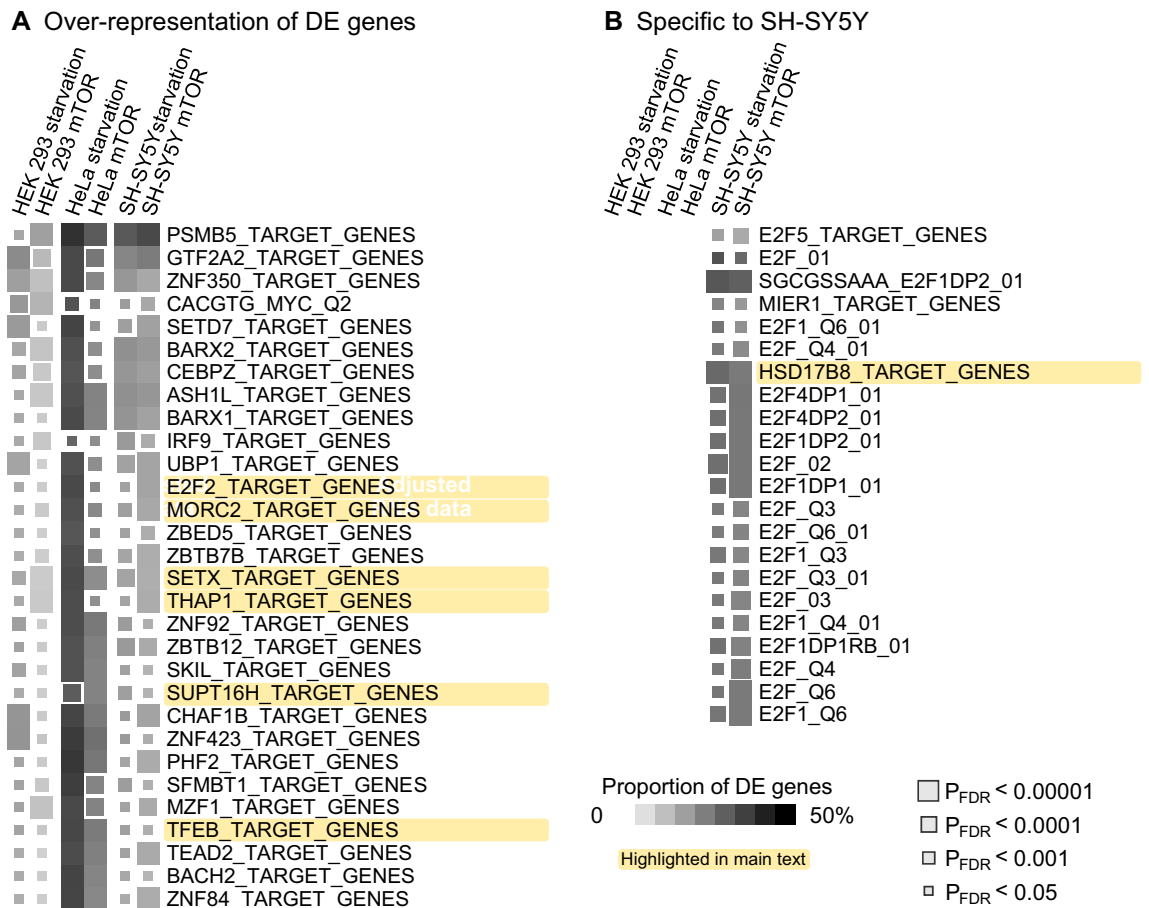 A Over-representation of DE genes
HEK 293 starvation
HEK 293 mTOR
HeLa starvation
HeLa mTOR
SH-SY5Ystarvation
SH-SY5Y mTOR
PSMB5_TARGET_GENES
GTF2A2_TARGET_GENES
ZNF350_TARGET_GENES
CACGTG_MYC_Q2
SETD7_TARGET_GENES
BARX2_TARGET_GENES
CEBPZ_TARGET_GENES
ASH1L_TARGET_GENES
BARX1_TARGET_GENES
IRF9_TARGET_GENES
UBP1_TARGET_GENES
E2F2_TARGET_GENES
MORC2_TARGET_GENES
data
ZBED5_TARGET_GENES
ZBTB7B_TARGET_GENES
SETX_TARGET_GENES
THAP1_TARGET_GENES
ZNF92_TARGET_GENES
ZBTB12_TARGET_GENES
SKIL_TARGET_GENES
SUPT16H_TARGET_GENES
CHAF1B_TARGET_GENES
ZNF423_TARGET_GENES
PHF2_TARGET_GENES
SFMBT1_TARGET_GENES
MZF1_TARGET_GENES
TFEB_TARGET_GENES
TEAD2_TARGET_GENES
BACH2_TARGET_GENES
ZNF84_TARGET_GENES
B Specific to SH-SY5Y
HEK 293 starvation
HEK 293 mTOR
HeLa starvation
HeLa mTOR
SH-SY5Y starvation
SH-SY5Y mTOR
E2F5_TARGET_GENES
E2F_01
SGCGSSAAA_E2F1DP2_01
MIER1_TARGET_GENES
E2F1_Q6_01
E2F_Q4_01
HSD17B8_TARGET_GENES
E2F4DP1_01
E2F4DP2_01
E2F1DP2_01
E2F_02
E2F1DP1_01
E2F_Q3
E2F_Q6_01
E2F1_Q3
E2F_Q3_01
E2F_03
E2F1_Q4_01
E2F1DP1RB_01
E2F_Q4
E2F_Q6
E2F1_Q6
Proportion of DE genes
0 50%
Highlighted in main text
PFDR < 0.00001
PFDR < 0.0001
PFDR < 0.001
PFDR < 0.05